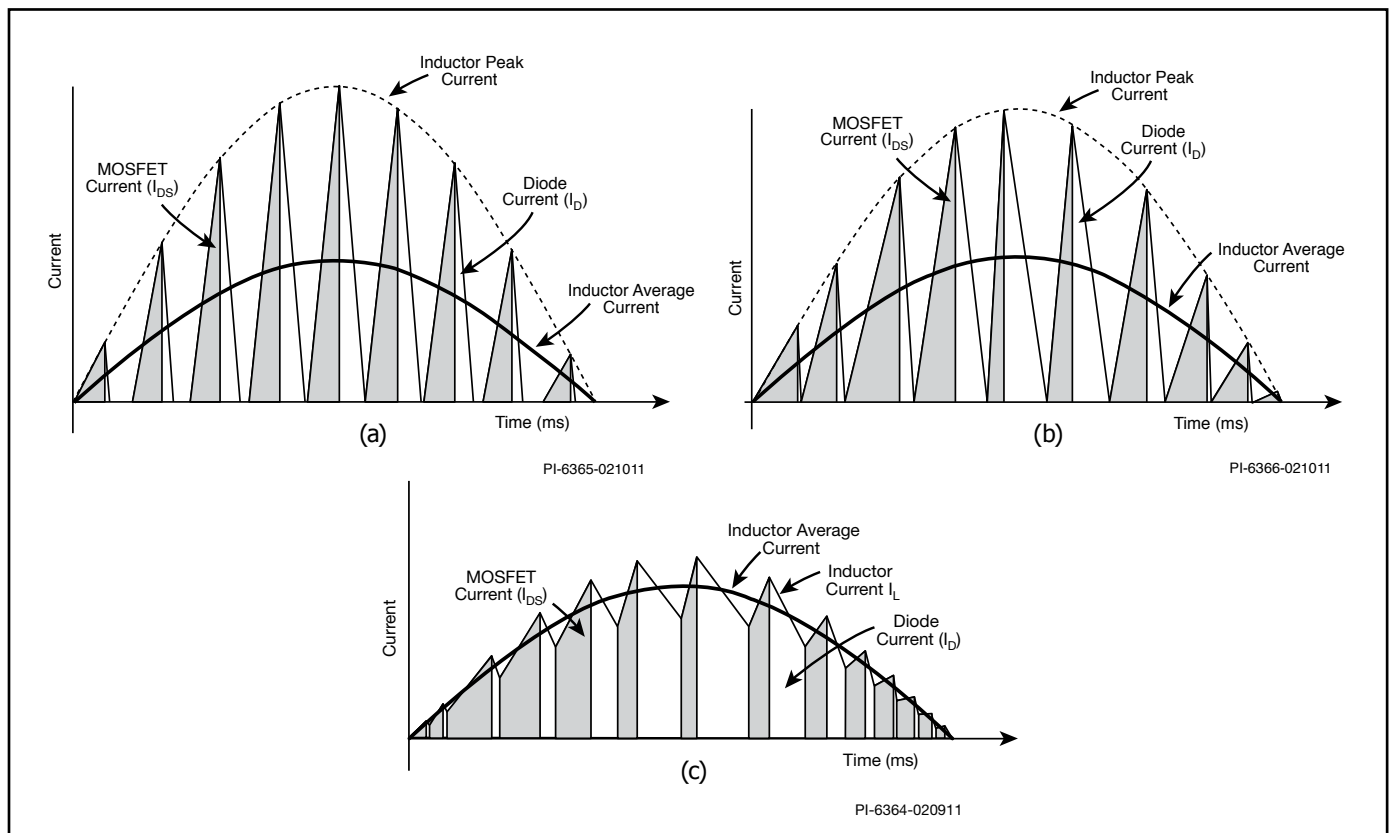 Inductor Peak
Current
MOSFET
Current (IDS)
Diode
Current (ID)
Inductor Average
Current
Current
Time (ms)
(a)
PI-6365-021011
Inductor Peak
Current
MOSFET
Current (IDS)
Diode
Current (ID)
Inductor Average
Current
Current
Time (ms)
(b)
PI-6366-021011
Inductor Average
Current
MOSFET
Current (IDS)
Inductor
Current IL
Diode
Current (ID)
Current
Time (ms)
(c)
PI-6364-020911